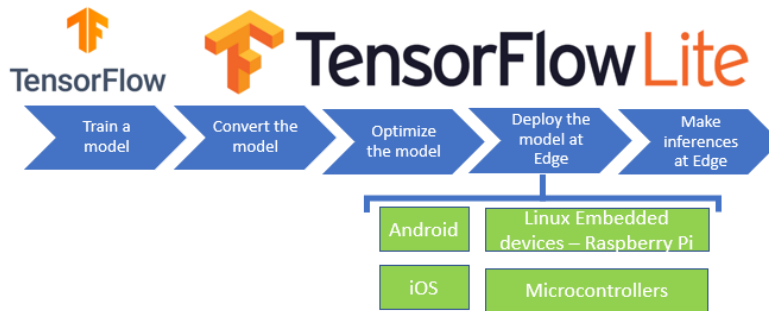 TensorFlow
TensorFlow Lite
Train a
model
Convert the
model
Optimize
the model
Deploy the
model at
Edge
Make
inferences
at Edge
Android
Linux Embedded
devices – Raspberry Pi
iOS
Microcontrollers